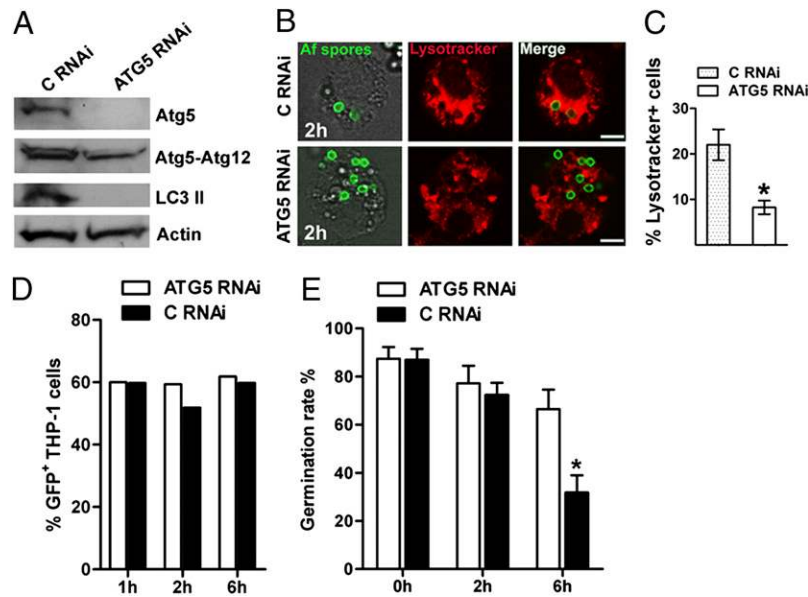 A
C RNAi
ATG5 RNAi
Atg5
Atg5-Atg12
LC3 II
Actin
B
Af spores
Lysotracker
Merge
C RNAi
2h
ATG5 RNAi
2h
C
C RNAi
ATG5 RNAi
% Lysotracker+ cells
30
20
10
*
D
ATG5 RNAi
C RNAi
% GFP+ THP-1 cells
80
60
40
20
0
1h 2h 6h
E
ATG5 RNAi
C RNAi
Germination rate %
100
80
60
40
20
0
*
0h 2h 6h